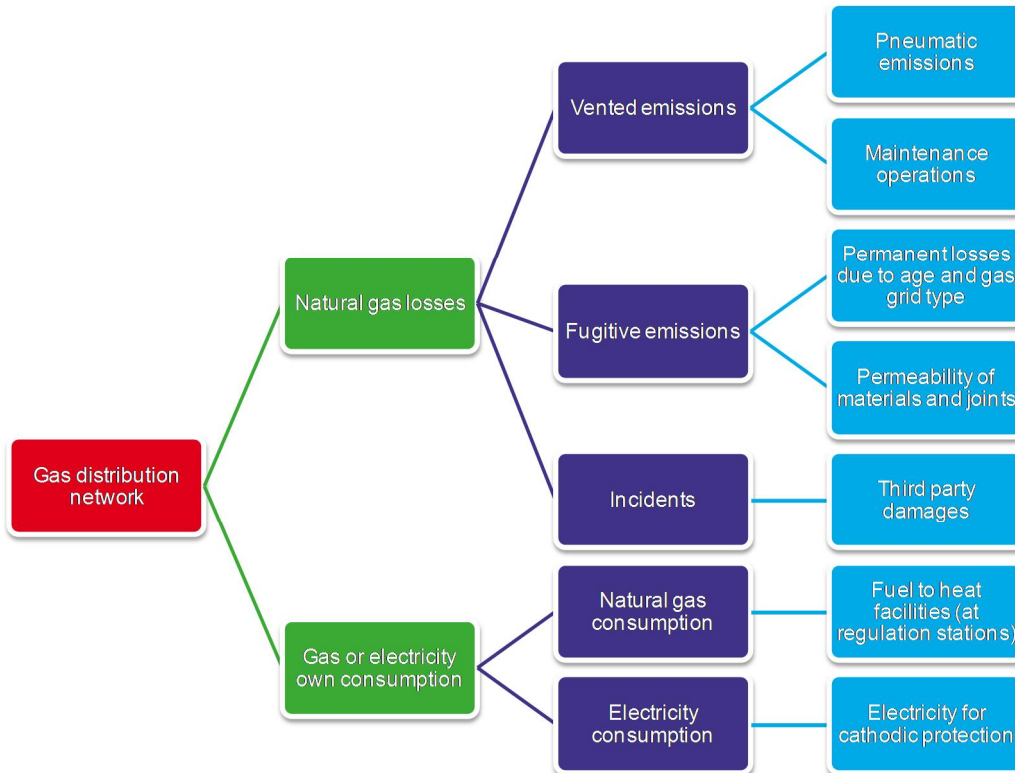 Pneumatic
emissions
Vented emissions
Maintenance
operations
Permanent losses
due to age and gas
grid type
Natural gas losses
Fugitive emissions
Permeability of
materials and joints
Gas distribution
network
Incidents
Third party
damages
Natural gas
consumption
Fuel to heat
facilities (at
regulation stations)
Gas or electricity
own consumption
Electricity
consumption
Electricity for
cathodic protection